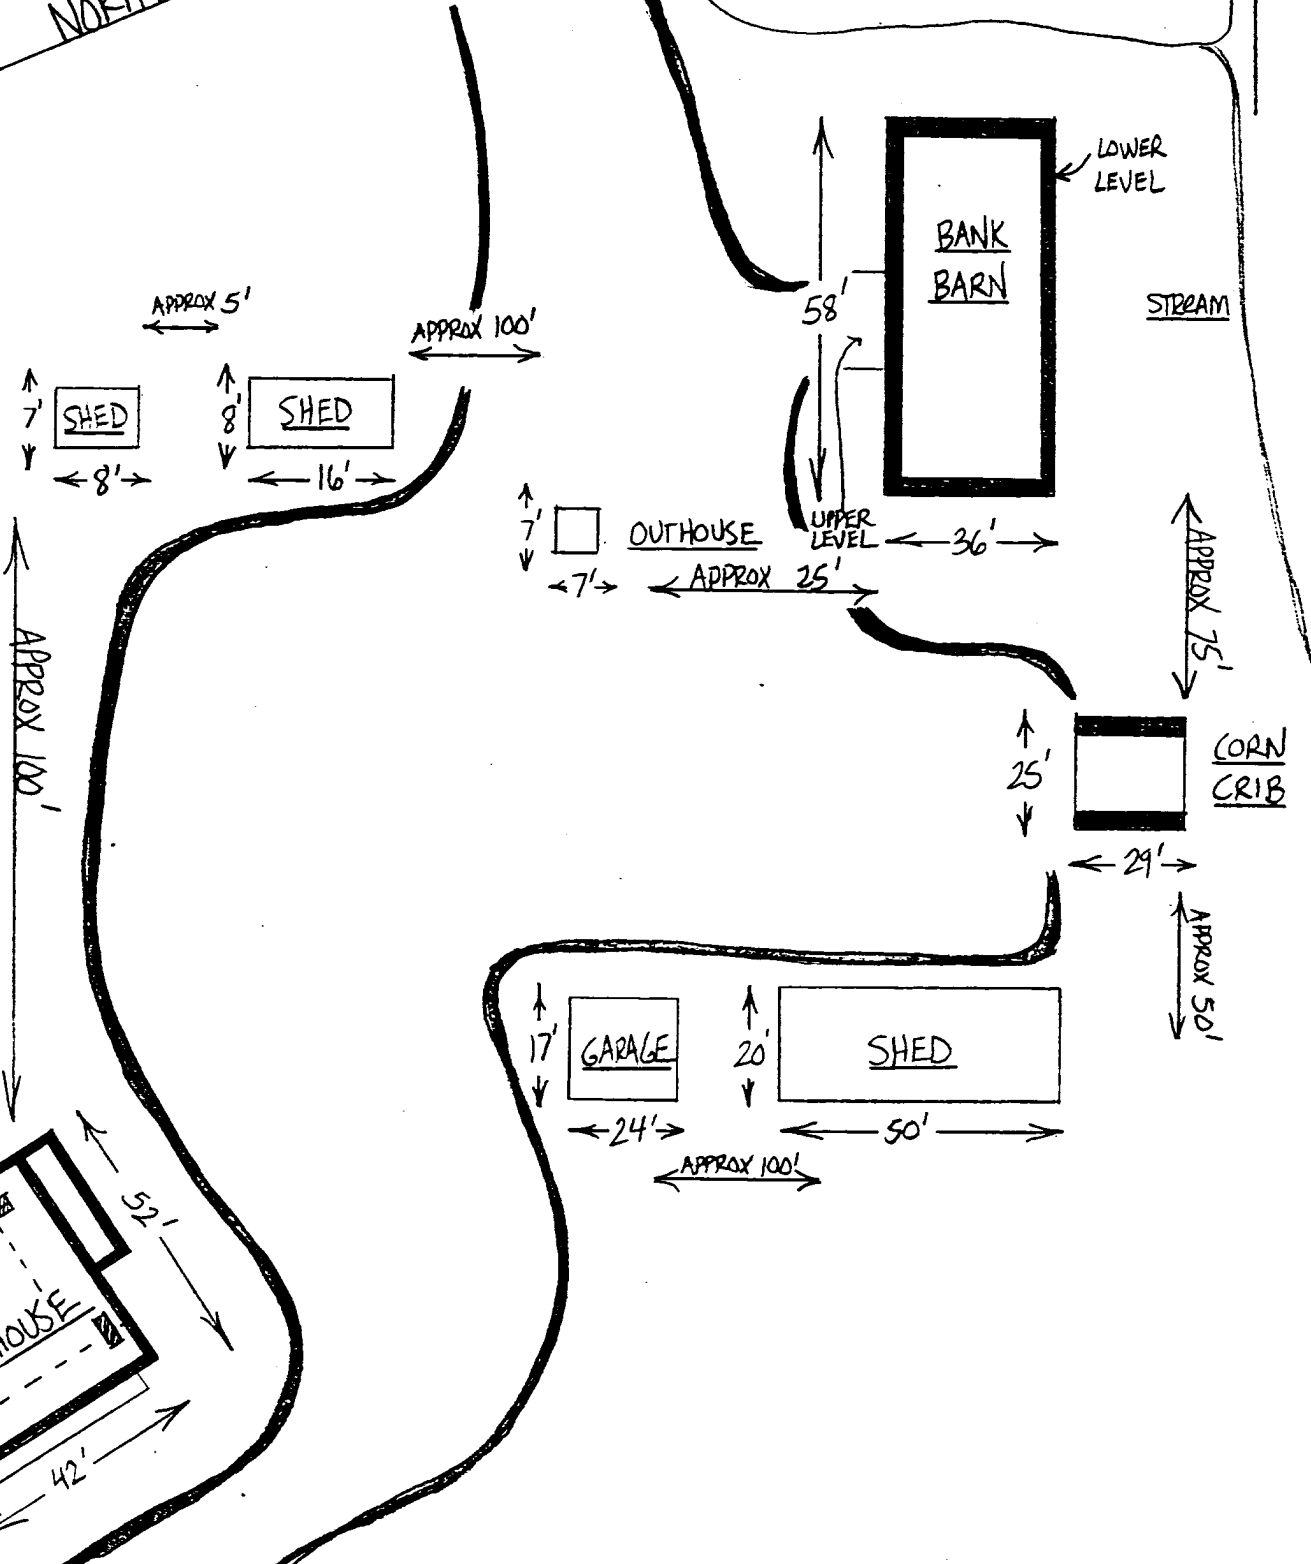 LOWER
LEVEL
BANK
BARN
STREAM
APPROX 5'
58'
APPROX 100'
7'
SHED
8'
SHED
8'
16'
7'
OUTHOUSE
UPPER
LEVEL
36'
7'
APPROX 25'
APPROX 75'
APPROX 100'
25'
CORN
CRIB
29'
APPROX 50'
17'
GARAGE
20'
SHED
24'
50'
APPROX 100'
52'
OUSE
42'